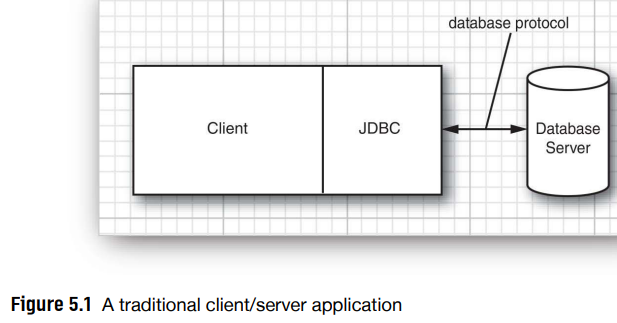 database protocol
Client
JDBC
Database
Server
Figure 5.1 A traditional client/server application